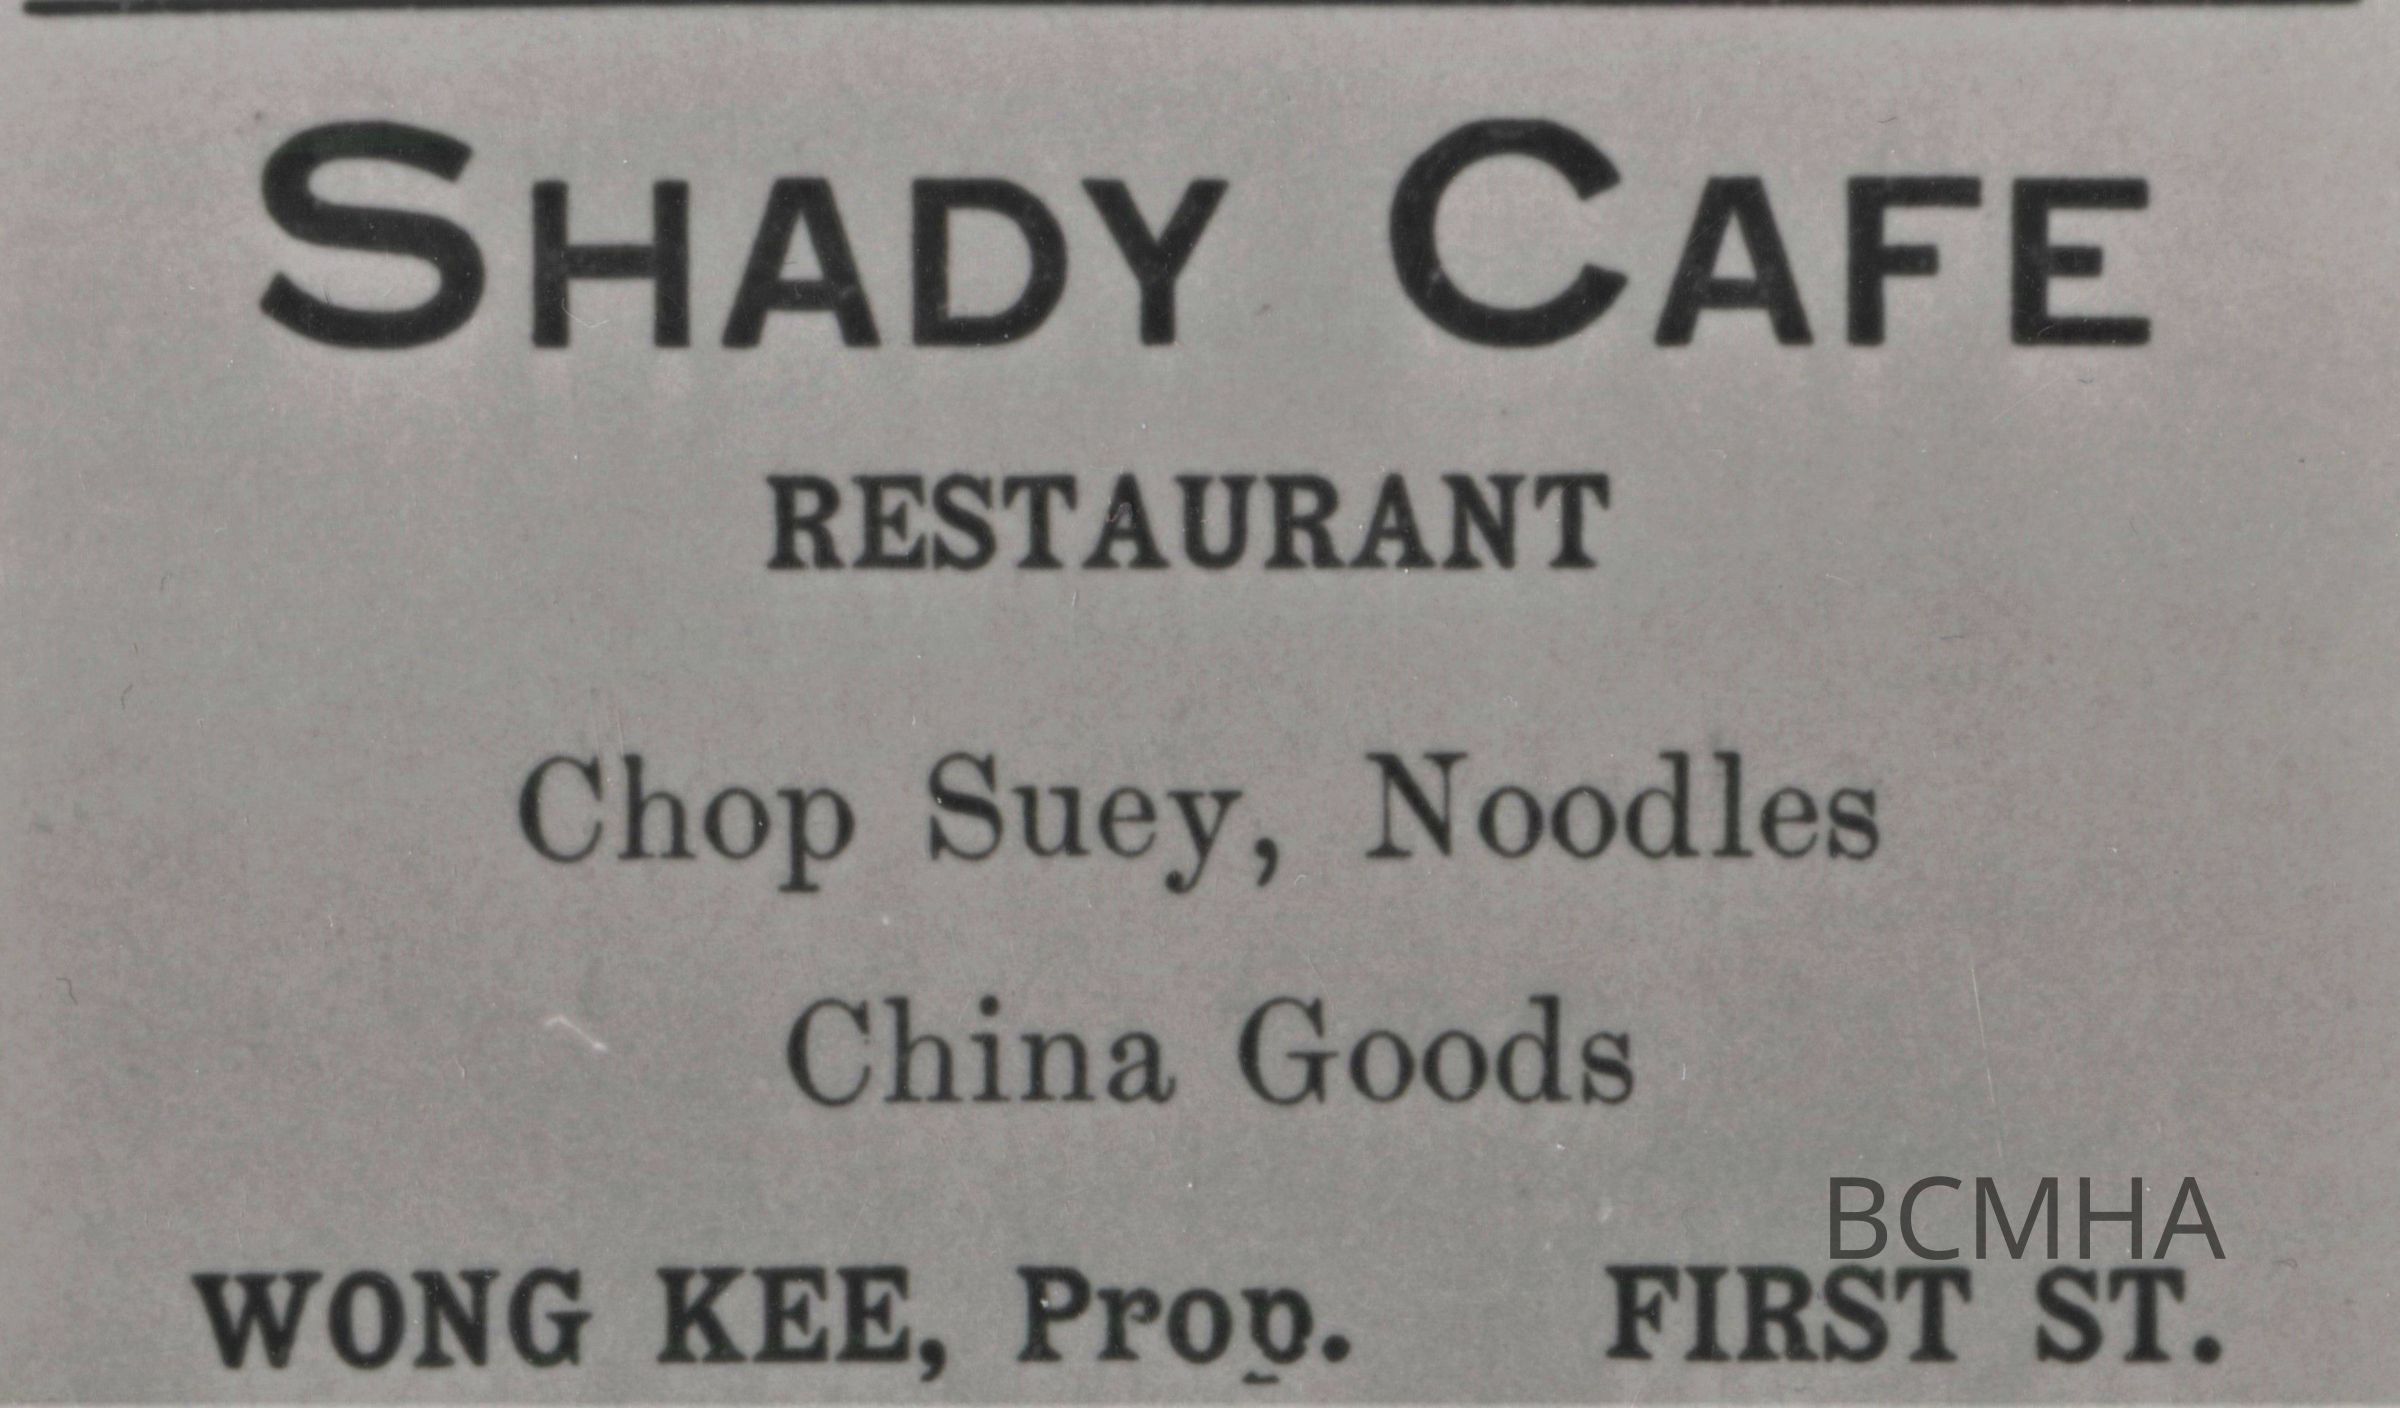 SHADY CAFE
RESTAURANT
Chop Suey, Noodles
China Goods
BCMHA
WONG KEE, Prop. FIRST ST.